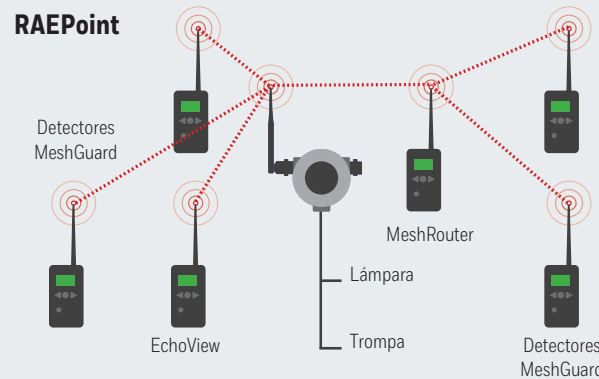 RAEPoint
Detectores
MeshGuard
MeshRouter
Lámpara
EchoView
Trompa
Detectores
MeshGuard